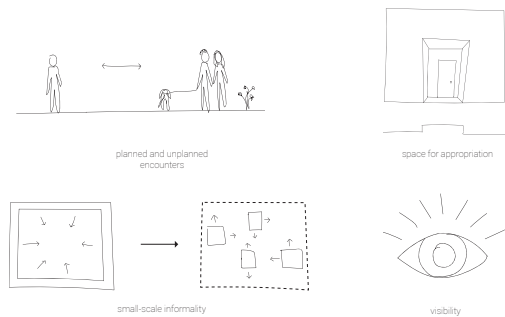 planned and unplanned
encounters
space for appropriation
small-scale informality
visibility